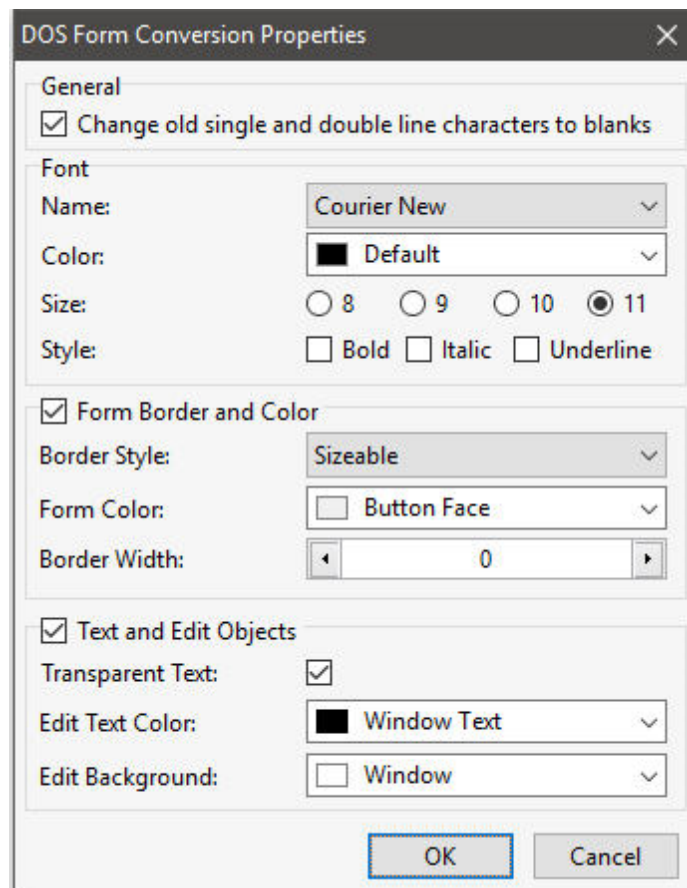 DOS Form Conversion Properties
General
Change old single and double line characters to blanks
Font
Name: Courier New
Color: Default
Size: 8 9 10 11
Style: Bold Italic Underline
Form Border and Color
Border Style: Sizeable
Form Color: Button Face
Border Width: 0
Text and Edit Objects
Transparent Text:
Edit Text Color: Window Text
Edit Background: Window
OK Cancel